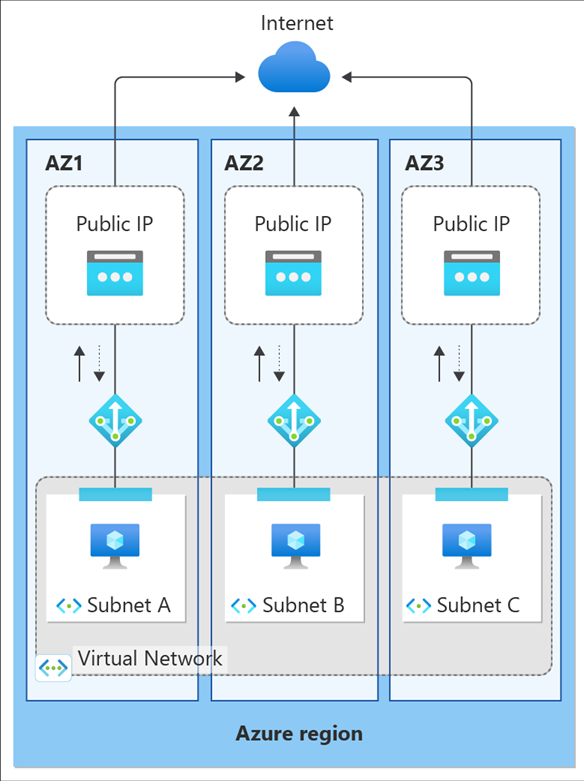 Internet
AZ1
AZ2
AZ3
Public IP
Public IP
Public IP
Subnet A
Subnet B
Subnet C
Virtual Network
Azure region